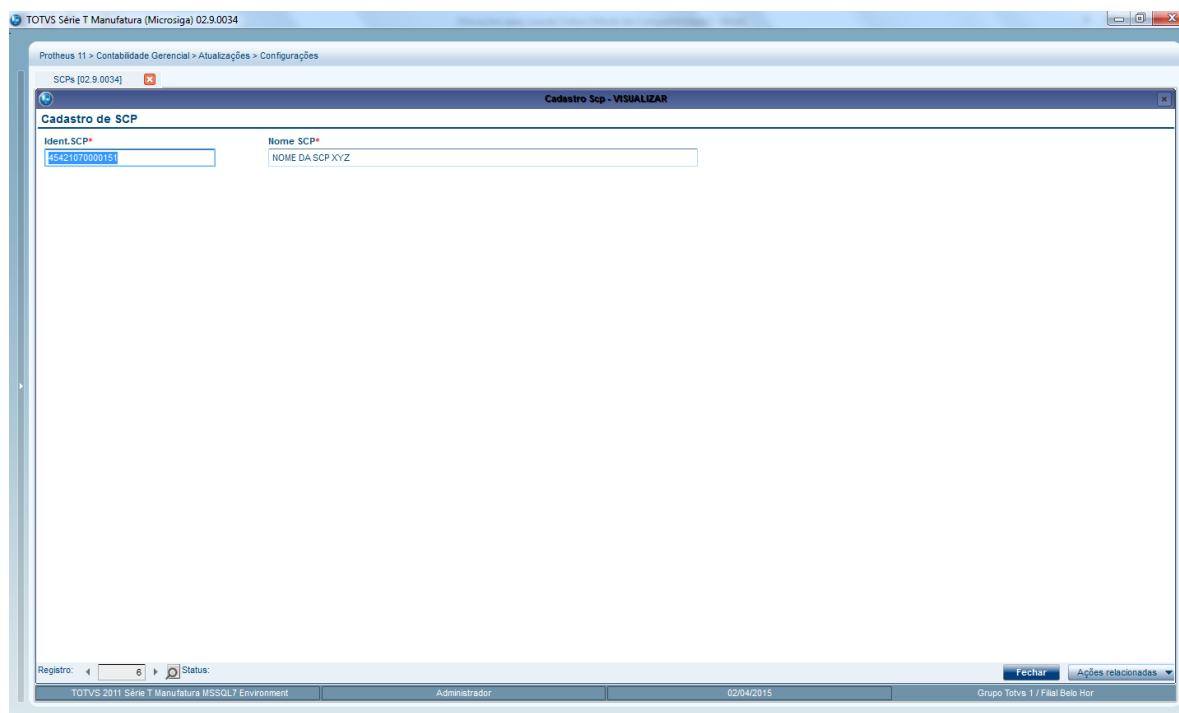 TOTVS Série T Manufatura (Microsiga) 02.9.0034
Protheus 11 > Contabilidade Gerencial > Atualizações > Configurações
SCPs [02.9.0034]
Cadastro Scp - VISUALIZAR
Cadastro de SCP
Ident.SCP* Nome SCP*
45421070000151 NOME DA SCP XYZ
Registro: 6 Status: Fechar Ações relacionadas
TOTVS 2011 Série T Manufatura MSSQL7 Environment Administrador 02/04/2015 Grupo Totvs 1 / Filial Belo Hor